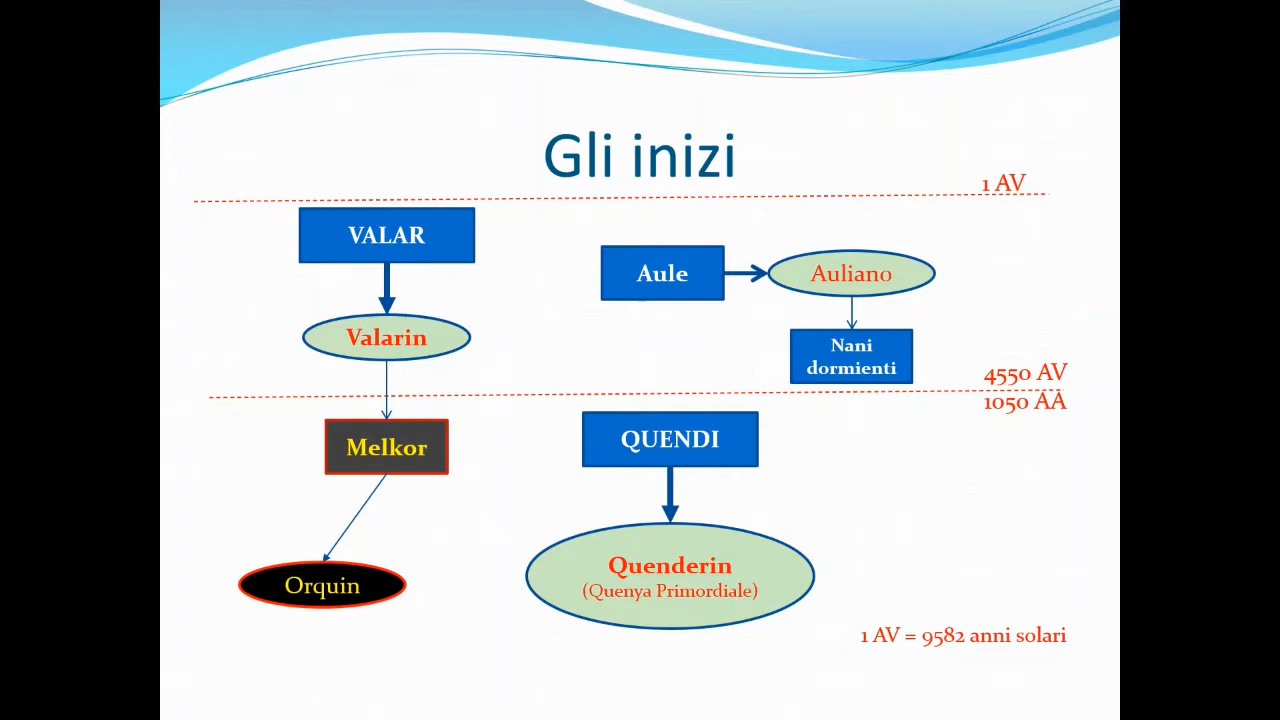 Gli inizi
1 AV
VALAR
Aule
Auliano
Valarin
Nani
dormienti
4550 AV
1050 AA
Melkor
QUENDI
Orquin
Quenderin
(Quenya Primordiale)
1 AV = 9582 anni solari